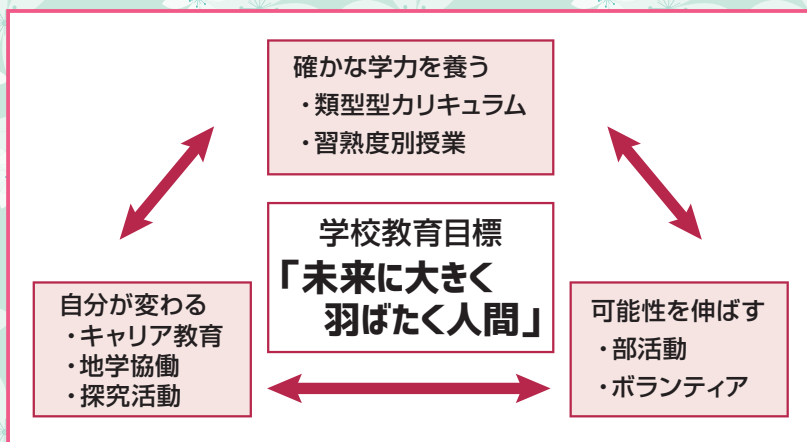 確かな学力を養う
・類型型カリキュラム
・習熟度別授業
学校教育目標
「未来に大きく
羽ばたく人間」
自分が変わる
・キャリア教育
・地学協働
・探究活動
可能性を伸ばす
・部活動
・ボランティア